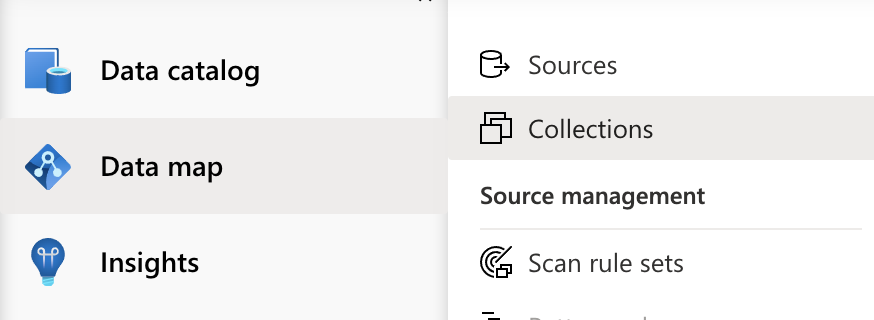 Data catalog
Data map
Insights
Sources
Collections
Source management
Scan rule sets